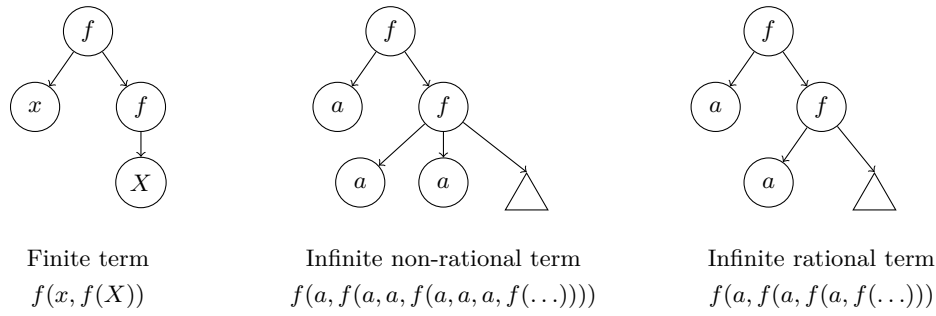 f f f
x f a f a f
X a a a
Finite term Infinite non-rational term Infinite rational term
f(x, f(X)) f(a, f(a, a, f(a, a, a, f(. . .)))) f(a, f(a, f(a, f(. . .)))